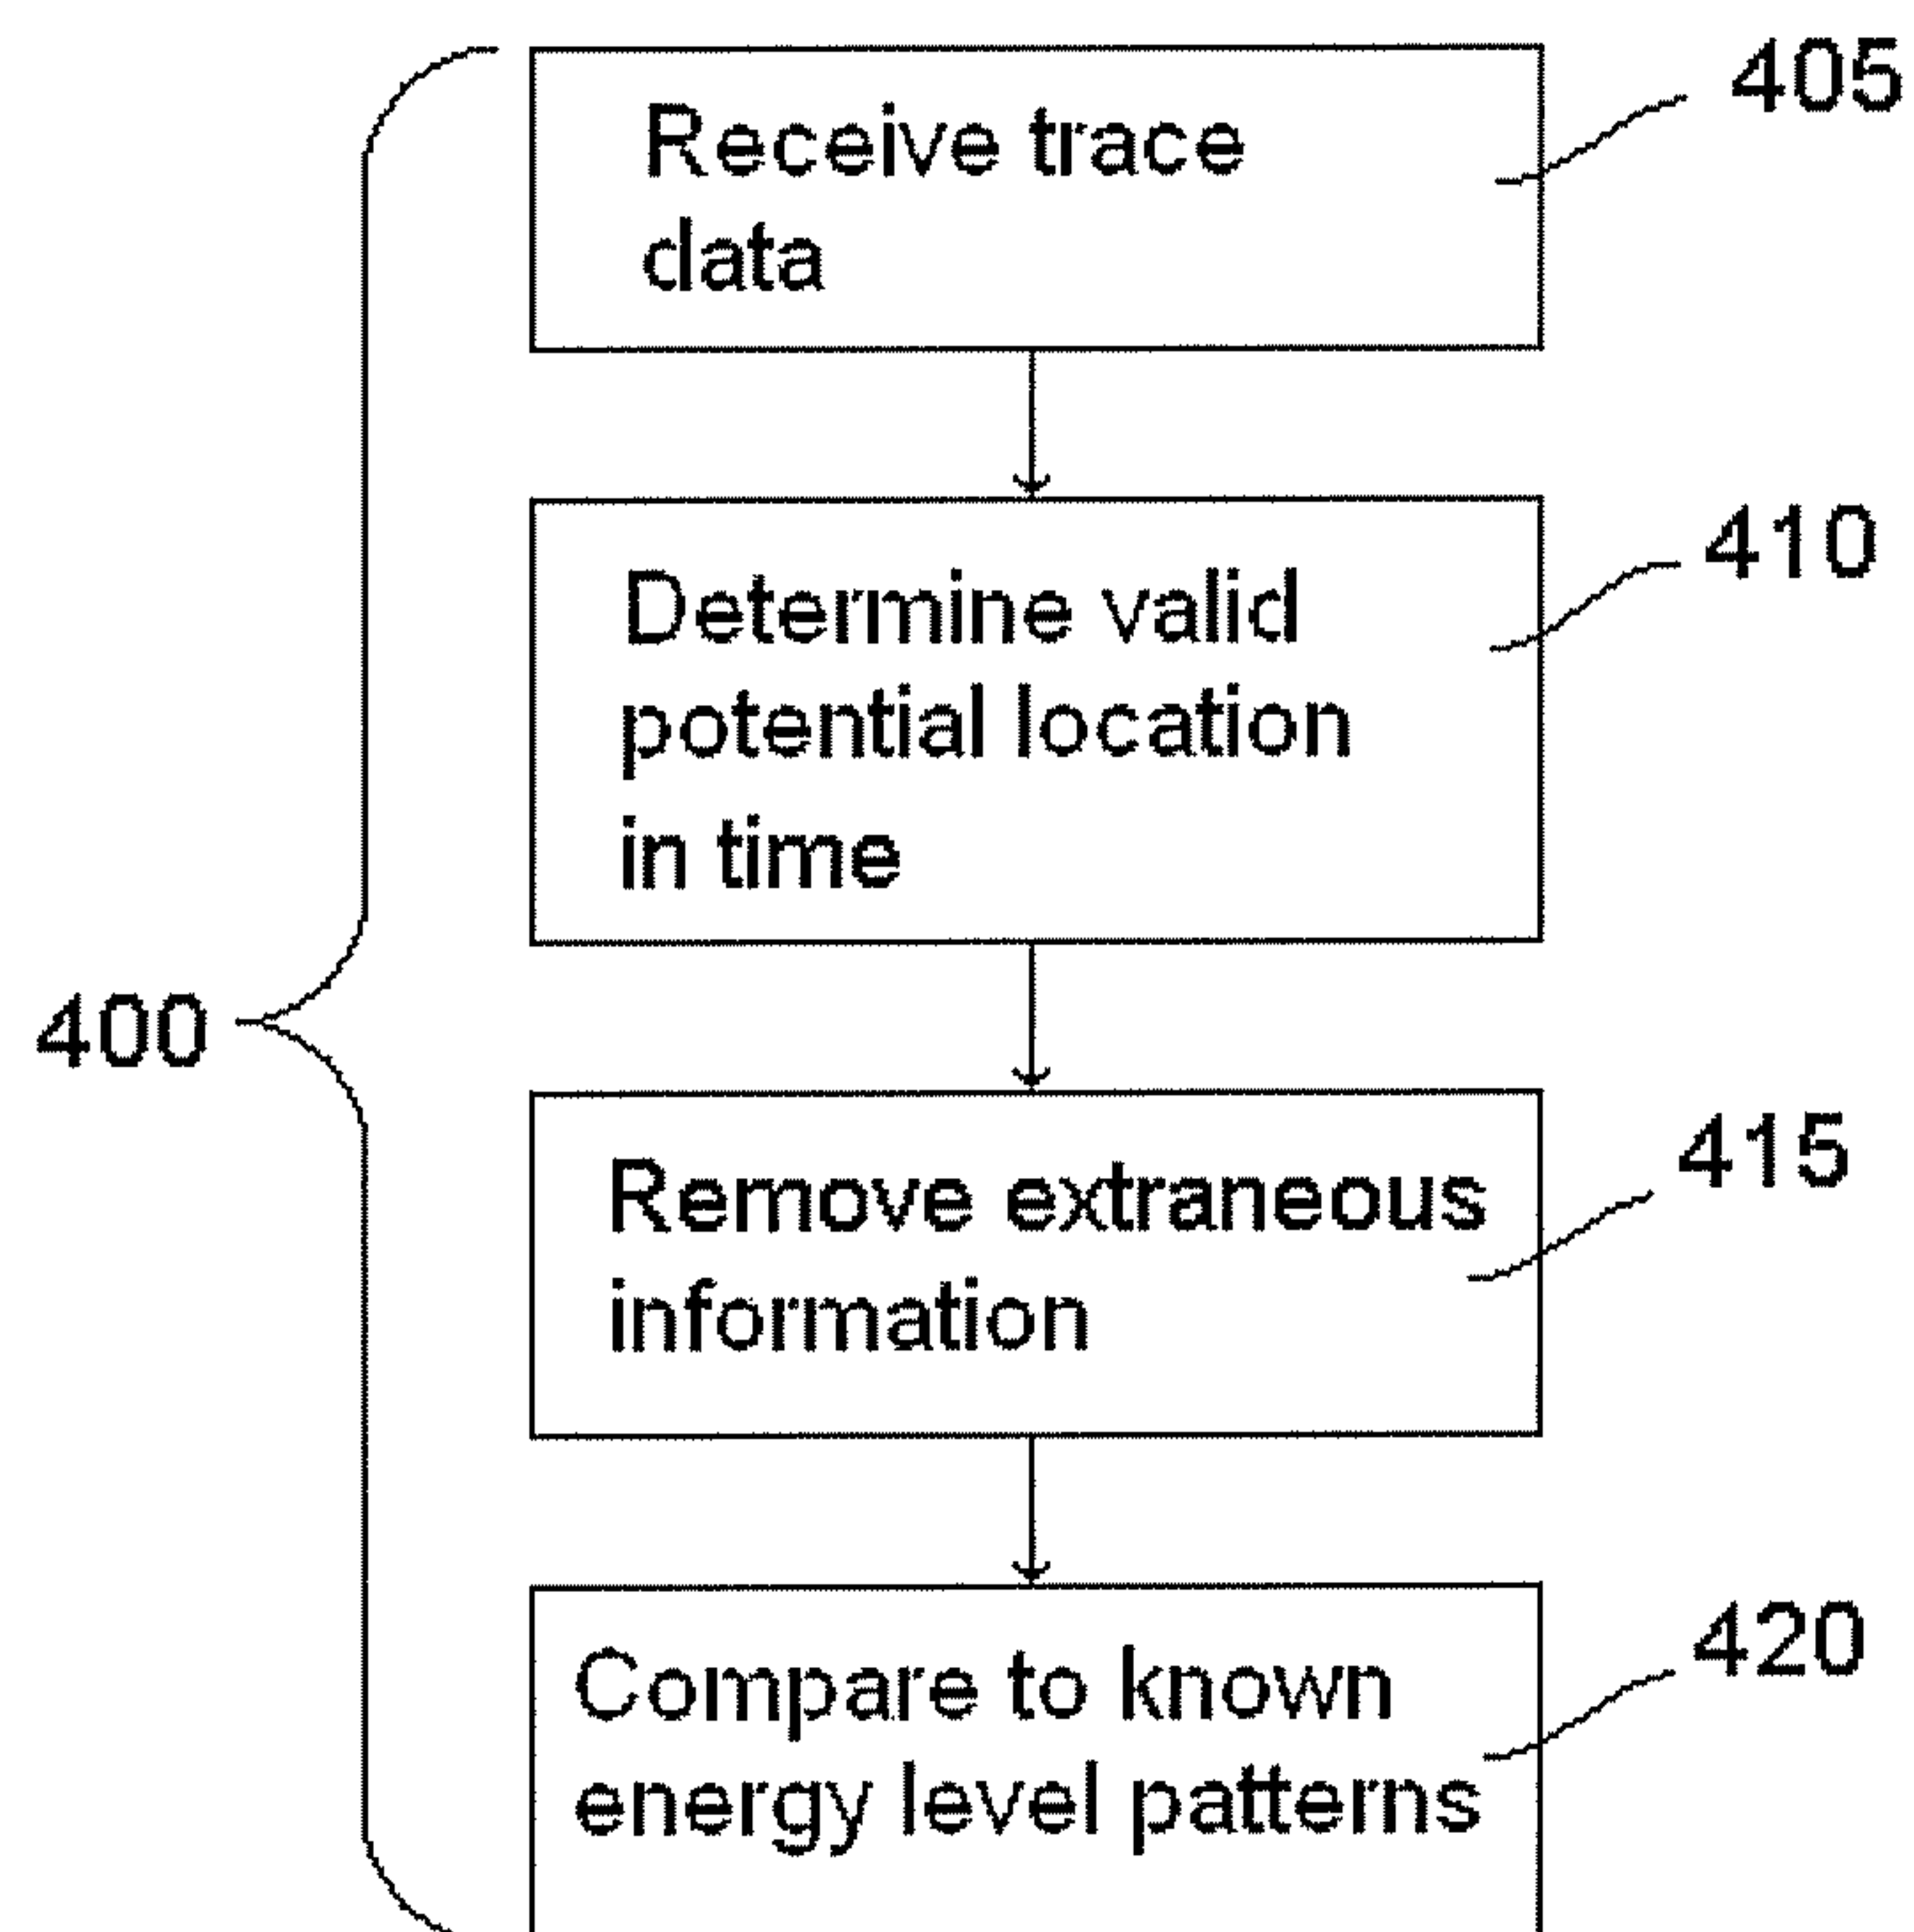 405
Receive trace
data
410
Determine valid
potential location
in time
400
415
Remove extraneous
information
420
Compare to known
energy level patterns